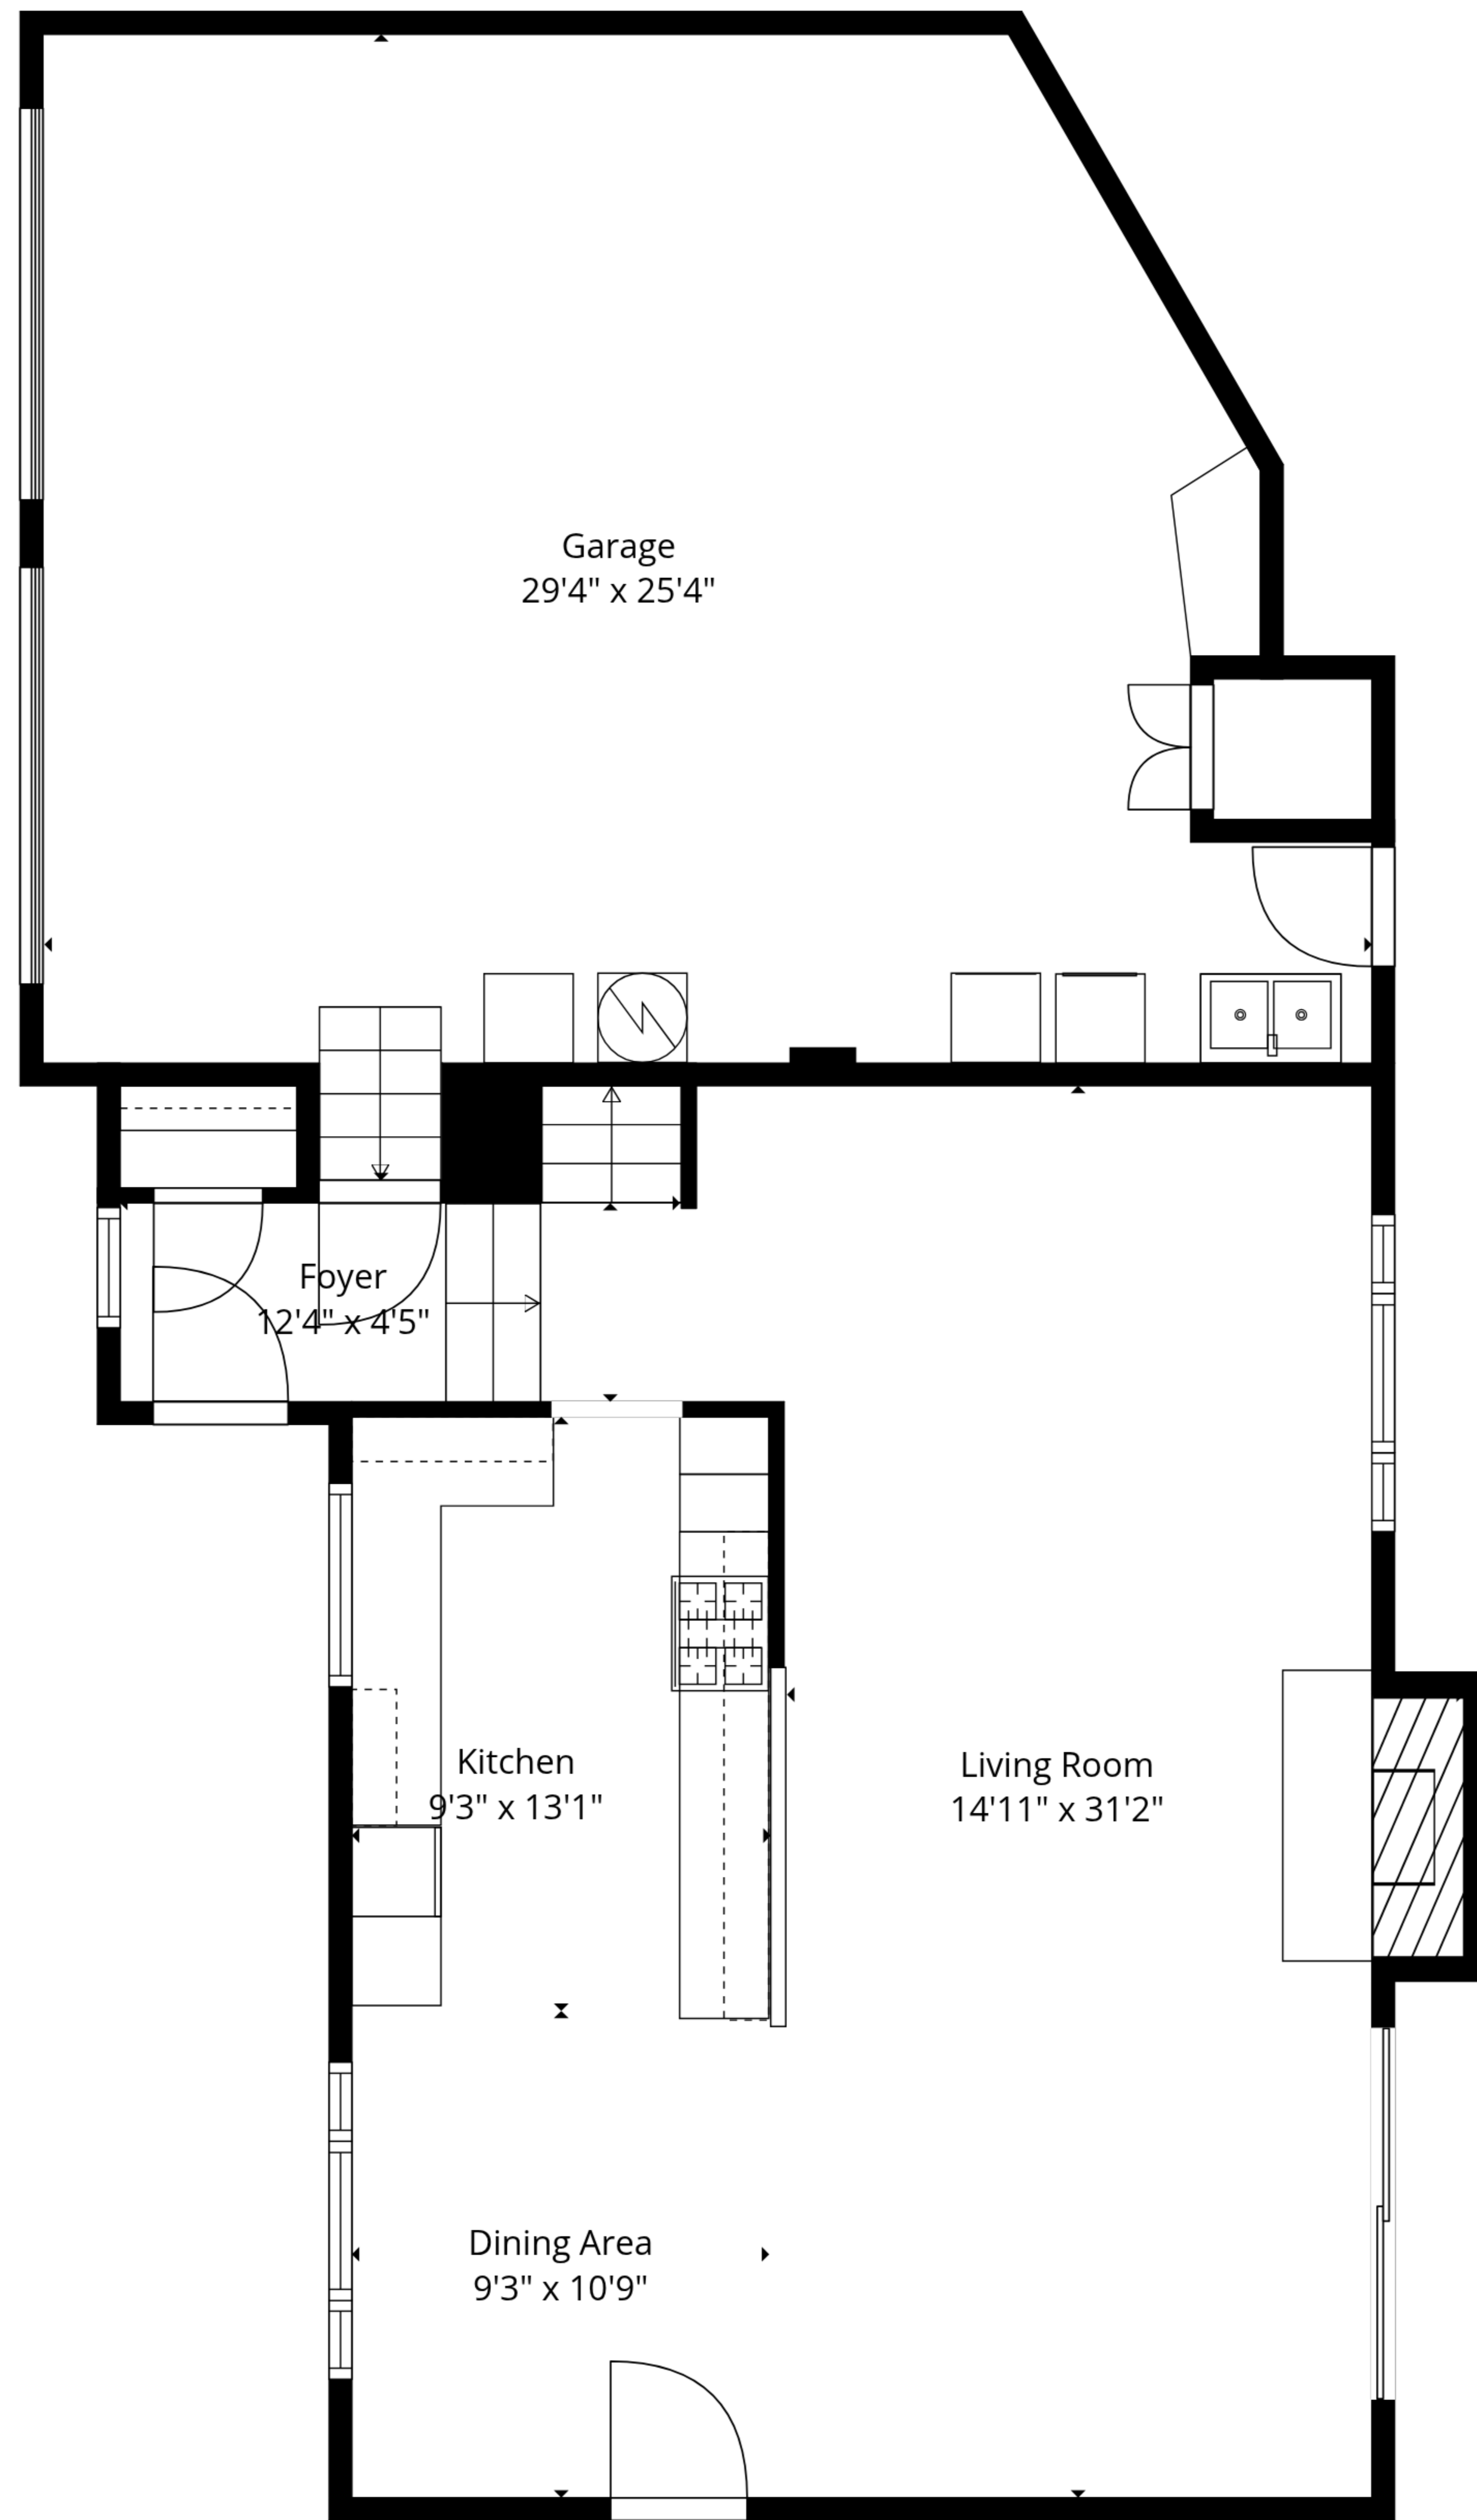 Garage
29'4" x 25'4"
Foyer
12'4" x 4'5"
Kitchen
9'3" x 13'1"
Living Room
14'11" x 31'2"
Dining Area
9'3" x 10'9"